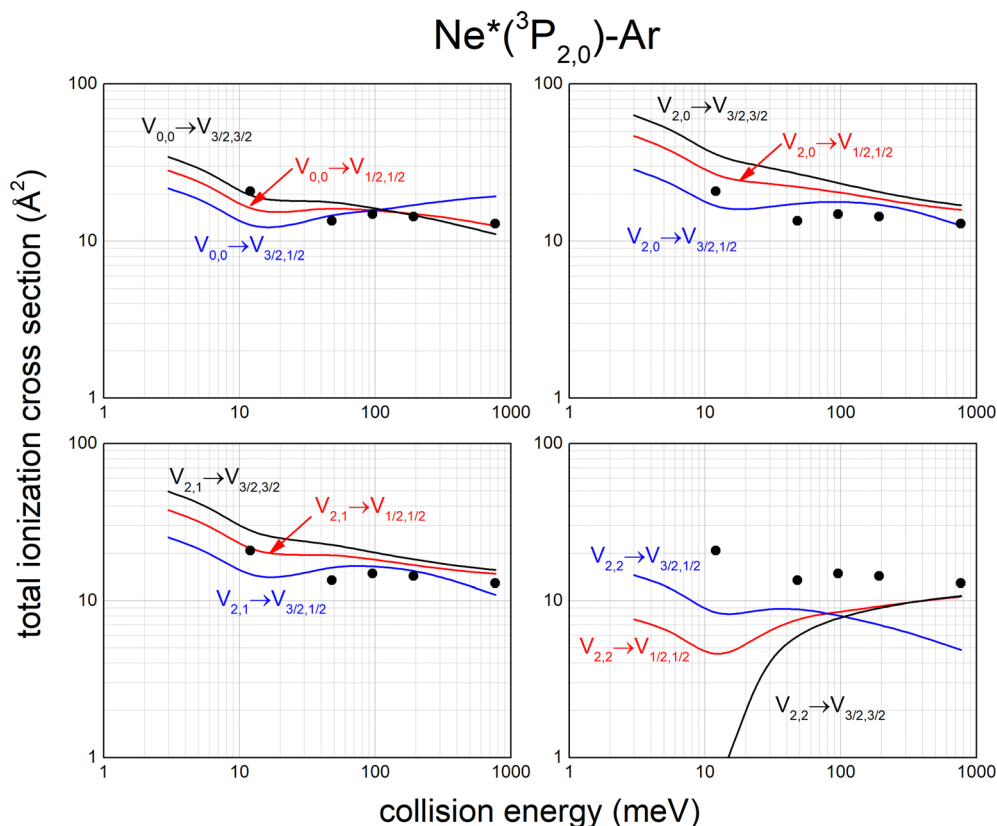 Ne*(³P₂,₀)-Ar
total ionization cross section (Å²)
100
10
1
1
10
100
1000
V₀,₀→V₃/₂,₃/₂
V₀,₀→V₁/₂,₁/₂
V₀,₀→V₃/₂,₁/₂
100
10
1
1
10
100
1000
V₂,₀→V₃/₂,₃/₂
V₂,₀→V₁/₂,₁/₂
V₂,₀→V₃/₂,₁/₂
100
10
1
1
10
100
1000
V₂,₁→V₃/₂,₃/₂
V₂,₁→V₁/₂,₁/₂
V₂,₁→V₃/₂,₁/₂
100
10
1
1
10
100
1000
V₂,₂→V₃/₂,₁/₂
V₂,₂→V₁/₂,₁/₂
V₂,₂→V₃/₂,₃/₂
collision energy (meV)